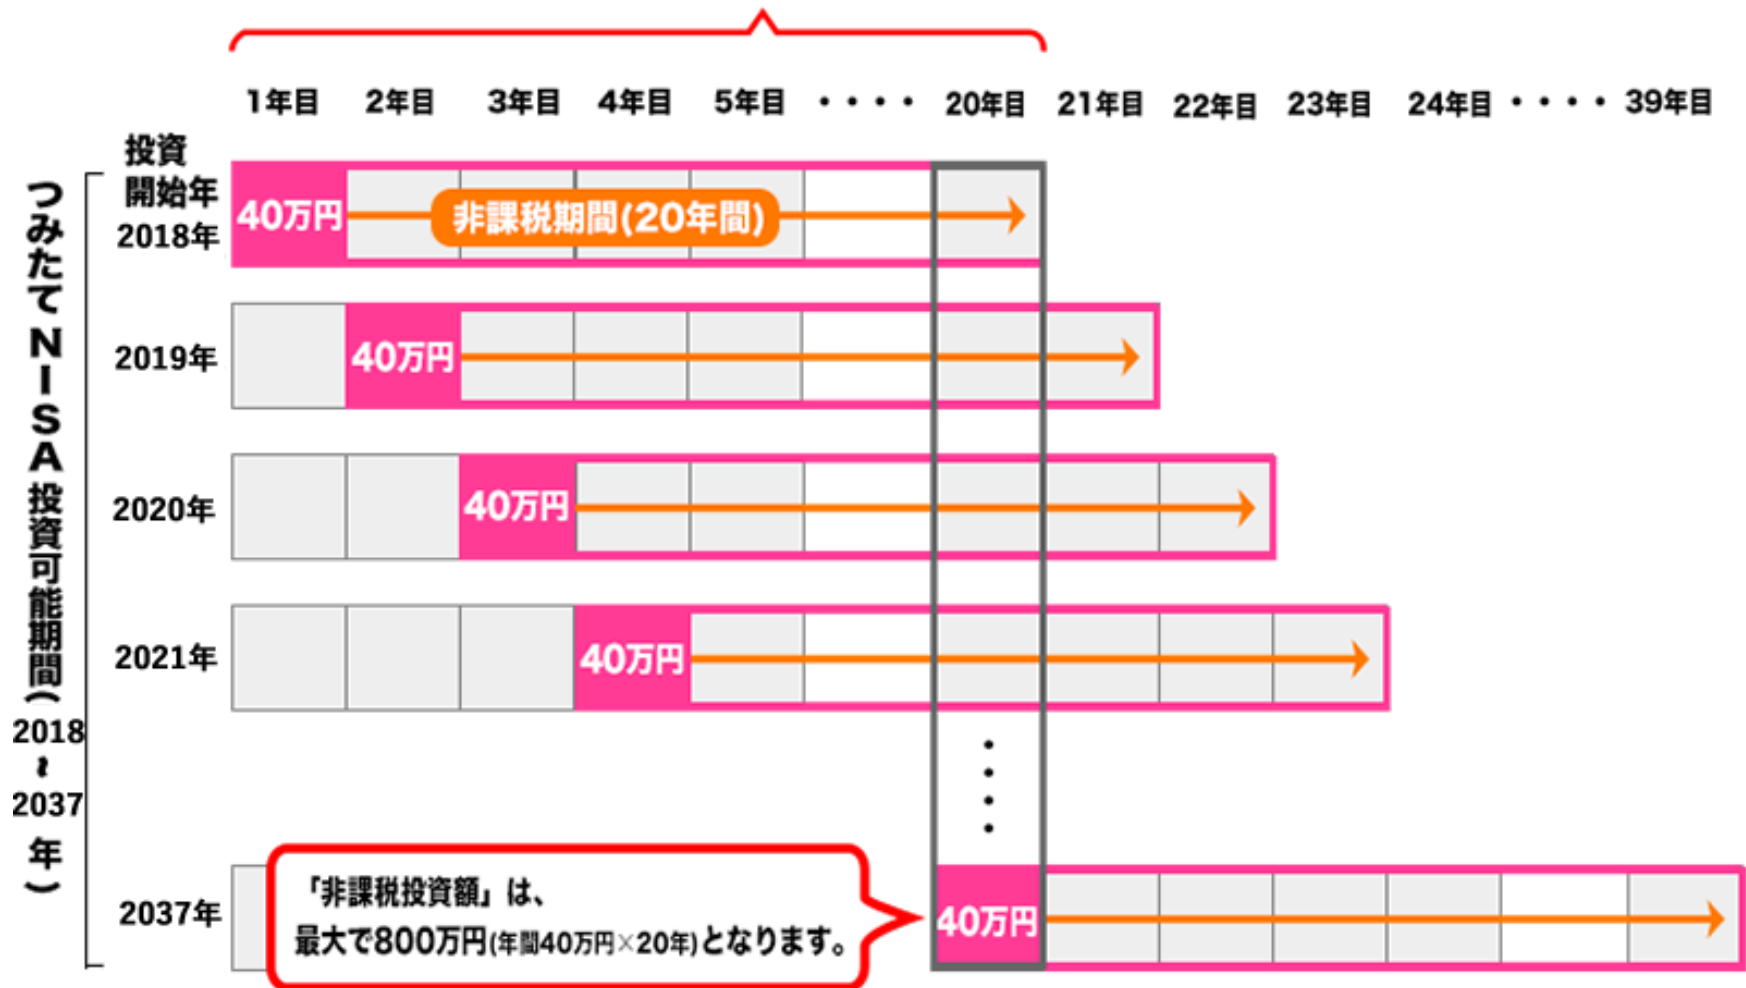 1年目 2年目 3年目 4年目 5年目 ・・・・ 20年目 21年目 22年目 23年目 24年目 ・・・・ 39年目
つみたてNISA投資可能期間(2018~2037年)
投資
開始年
2018年
40万円
非課税期間(20年間)
2019年
40万円
2020年
40万円
2021年
40万円
・・・・
2037年
「非課税投資額」は、
最大で800万円(年間40万円×20年)となります。
40万円